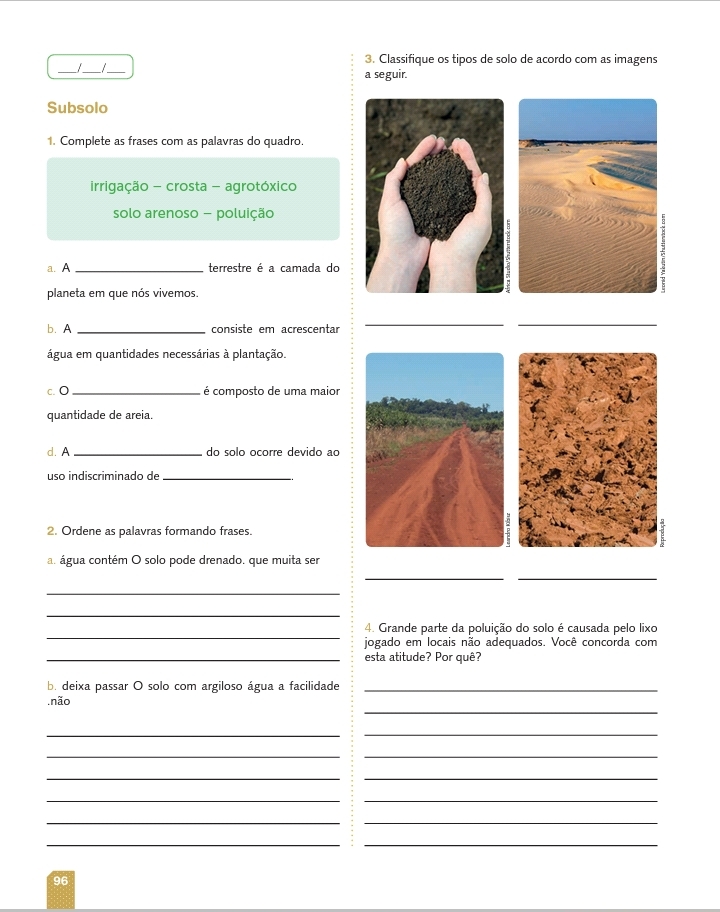 ___/___/___
Subsolo
1. Complete as frases com as palavras do quadro.
irrigação – crosta – agrotóxico
solo arenoso – poluição
a. A ____________________ terrestre é a camada do
planeta em que nós vivemos.
b. A ____________________ consiste em acrescentar
água em quantidades necessárias à plantação.
c. O ____________________ é composto de uma maior
quantidade de areia.
d. A ____________________ do solo ocorre devido ao
uso indiscriminado de ____________________.
2. Ordene as palavras formando frases.
a. água contém O solo pode drenado. que muita ser
b. deixa passar O solo com argiloso água a facilidade
.não
3. Classifique os tipos de solo de acordo com as imagens
a seguir.
Africa Studio/Shutterstock.com
Leonid Yakutin/Shutterstock.com
Leandro Kibisz
Reprodução
4. Grande parte da poluição do solo é causada pelo lixo
jogado em locais não adequados. Você concorda com
esta atitude? Por quê?
96